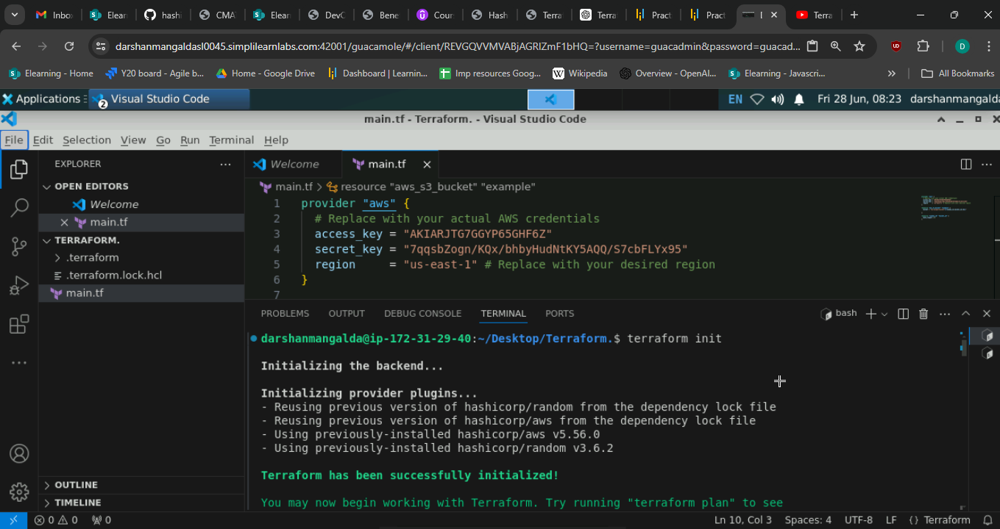 Inbo
Elear
hashi
CMA
Elear
DevC
Bene
Cour
Hash
Terra
Terra
Pract
Pract
Terra
darshanmangaldasl0045.simplilearnlabs.com:42001/guacamole/#/client/REVGQVVMVABjAGRIZmF1bHQ=?username=guacadmin&password=guacad...
D
Elearning - Home
Y20 board - Agile b...
Home - Google Drive
Dashboard | Learnin...
Imp resources Goog...
Wikipedia
Overview - OpenAI...
Elearning - Javascri...
All Bookmarks
Applications
Visual Studio Code
2
EN
Fri 28 Jun, 08:23
darshanmangalda
main.tf - Terraform. - Visual Studio Code
File Edit Selection View Go Run Terminal Help
EXPLORER
Welcome
main.tf
OPEN EDITORS
Welcome
main.tf
TERRAFORM.
.terraform
.terraform.lock.hcl
main.tf
OUTLINE
TIMELINE
main.tf > resource "aws_s3_bucket" "example"
1 provider "aws" {
2 # Replace with your actual AWS credentials
3 access_key = "AKIARJTG7GGYP65GHF6Z"
4 secret_key = "7qqsbZogn/KQx/bhbyHudNtKY5AQQ/S7cbFLYx95"
5 region = "us-east-1" # Replace with your desired region
6 }
7
PROBLEMS OUTPUT DEBUG CONSOLE TERMINAL PORTS
bash
darshanmangalda@ip-172-31-29-40:~/Desktop/Terraform.$ terraform init
Initializing the backend...
Initializing provider plugins...
- Reusing previous version of hashicorp/random from the dependency lock file
- Reusing previous version of hashicorp/aws from the dependency lock file
- Using previously-installed hashicorp/aws v5.56.0
- Using previously-installed hashicorp/random v3.6.2
Terraform has been successfully initialized!
You may now begin working with Terraform. Try running "terraform plan" to see
0 0 0
Ln 10, Col 3 Spaces: 4 UTF-8 LF {} Terraform